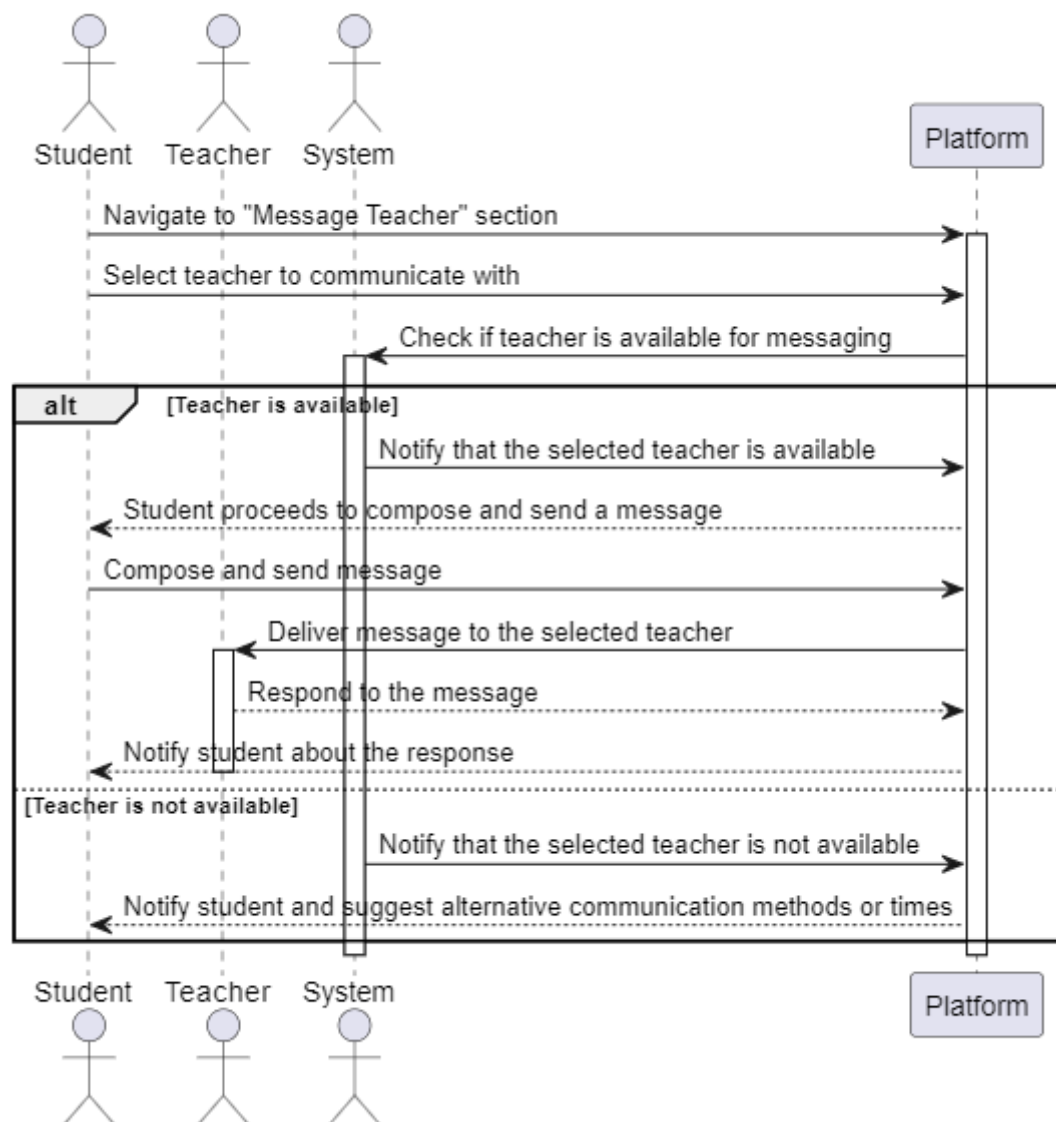 Student Teacher System Platform
Navigate to "Message Teacher" section
Select teacher to communicate with
Check if teacher is available for messaging
alt [Teacher is available]
Notify that the selected teacher is available
Student proceeds to compose and send a message
Compose and send message
Deliver message to the selected teacher
Respond to the message
Notify student about the response
[Teacher is not available]
Notify that the selected teacher is not available
Notify student and suggest alternative communication methods or times
Student Teacher System Platform